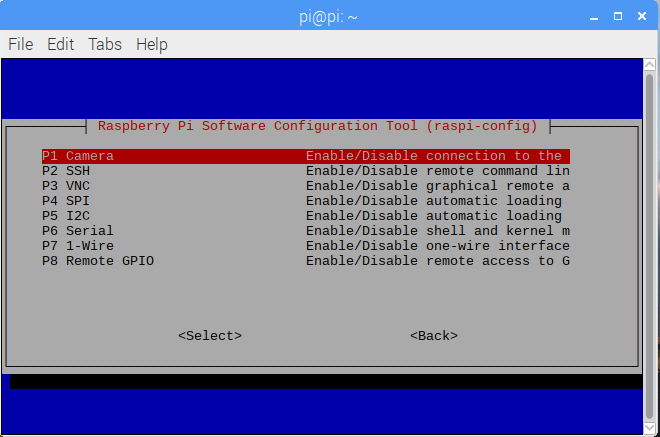 pi@pi: ~
File Edit Tabs Help
Raspberry Pi Software Configuration Tool (raspi-config)
P1 Camera Enable/Disable connection to the
P2 SSH Enable/Disable remote command lin
P3 VNC Enable/Disable graphical remote a
P4 SPI Enable/Disable automatic loading
P5 I2C Enable/Disable automatic loading
P6 Serial Enable/Disable shell and kernel m
P7 1-Wire Enable/Disable one-wire interface
P8 Remote GPIO Enable/Disable remote access to G
<Select> <Back>